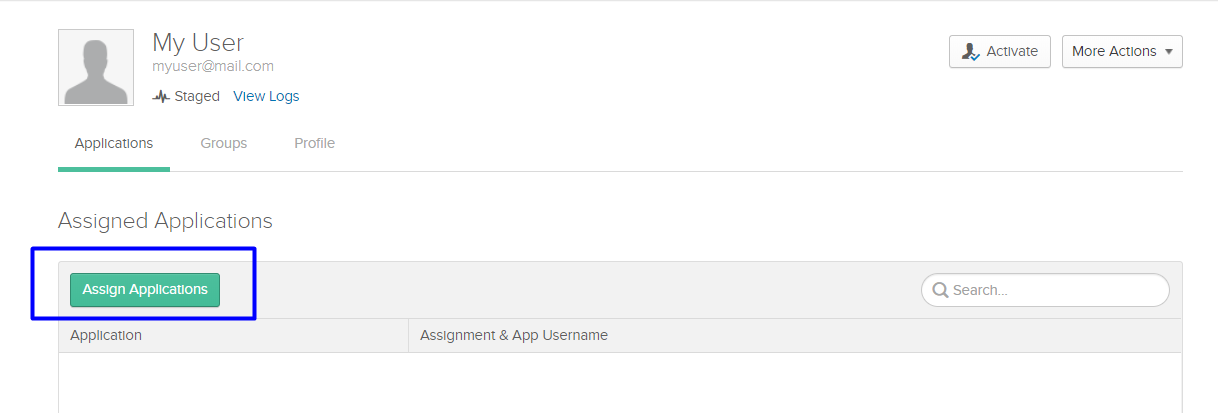 My User
myuser@mail.com
Staged View Logs
Activate More Actions
Applications Groups Profile
Assigned Applications
Assign Applications Search...
Application Assignment & App Username